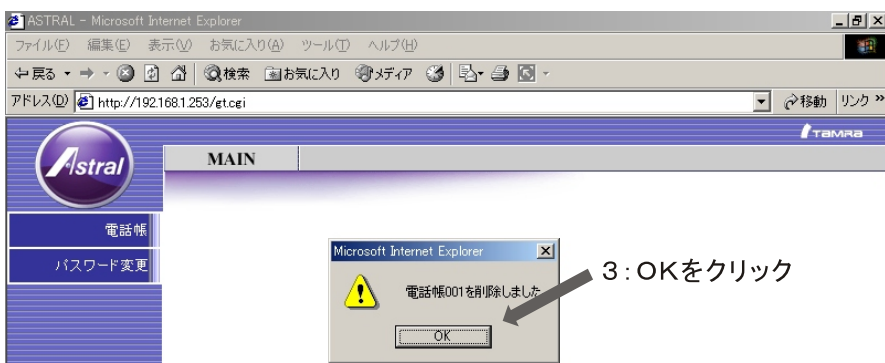 ASTRAL - Microsoft Internet Explorer
ファイル(F) 編集(E) 表示(V) お気に入り(A) ツール(T) ヘルプ(H)
戻る 検索 お気に入り メディア
アドレス(D) http://192.168.1.253/gt.cgi 移動 リンク »
TAMRA
Astral
MAIN
電話帳
パスワード変更
Microsoft Internet Explorer
電話帳001を削除しました
OK
3:OKをクリック